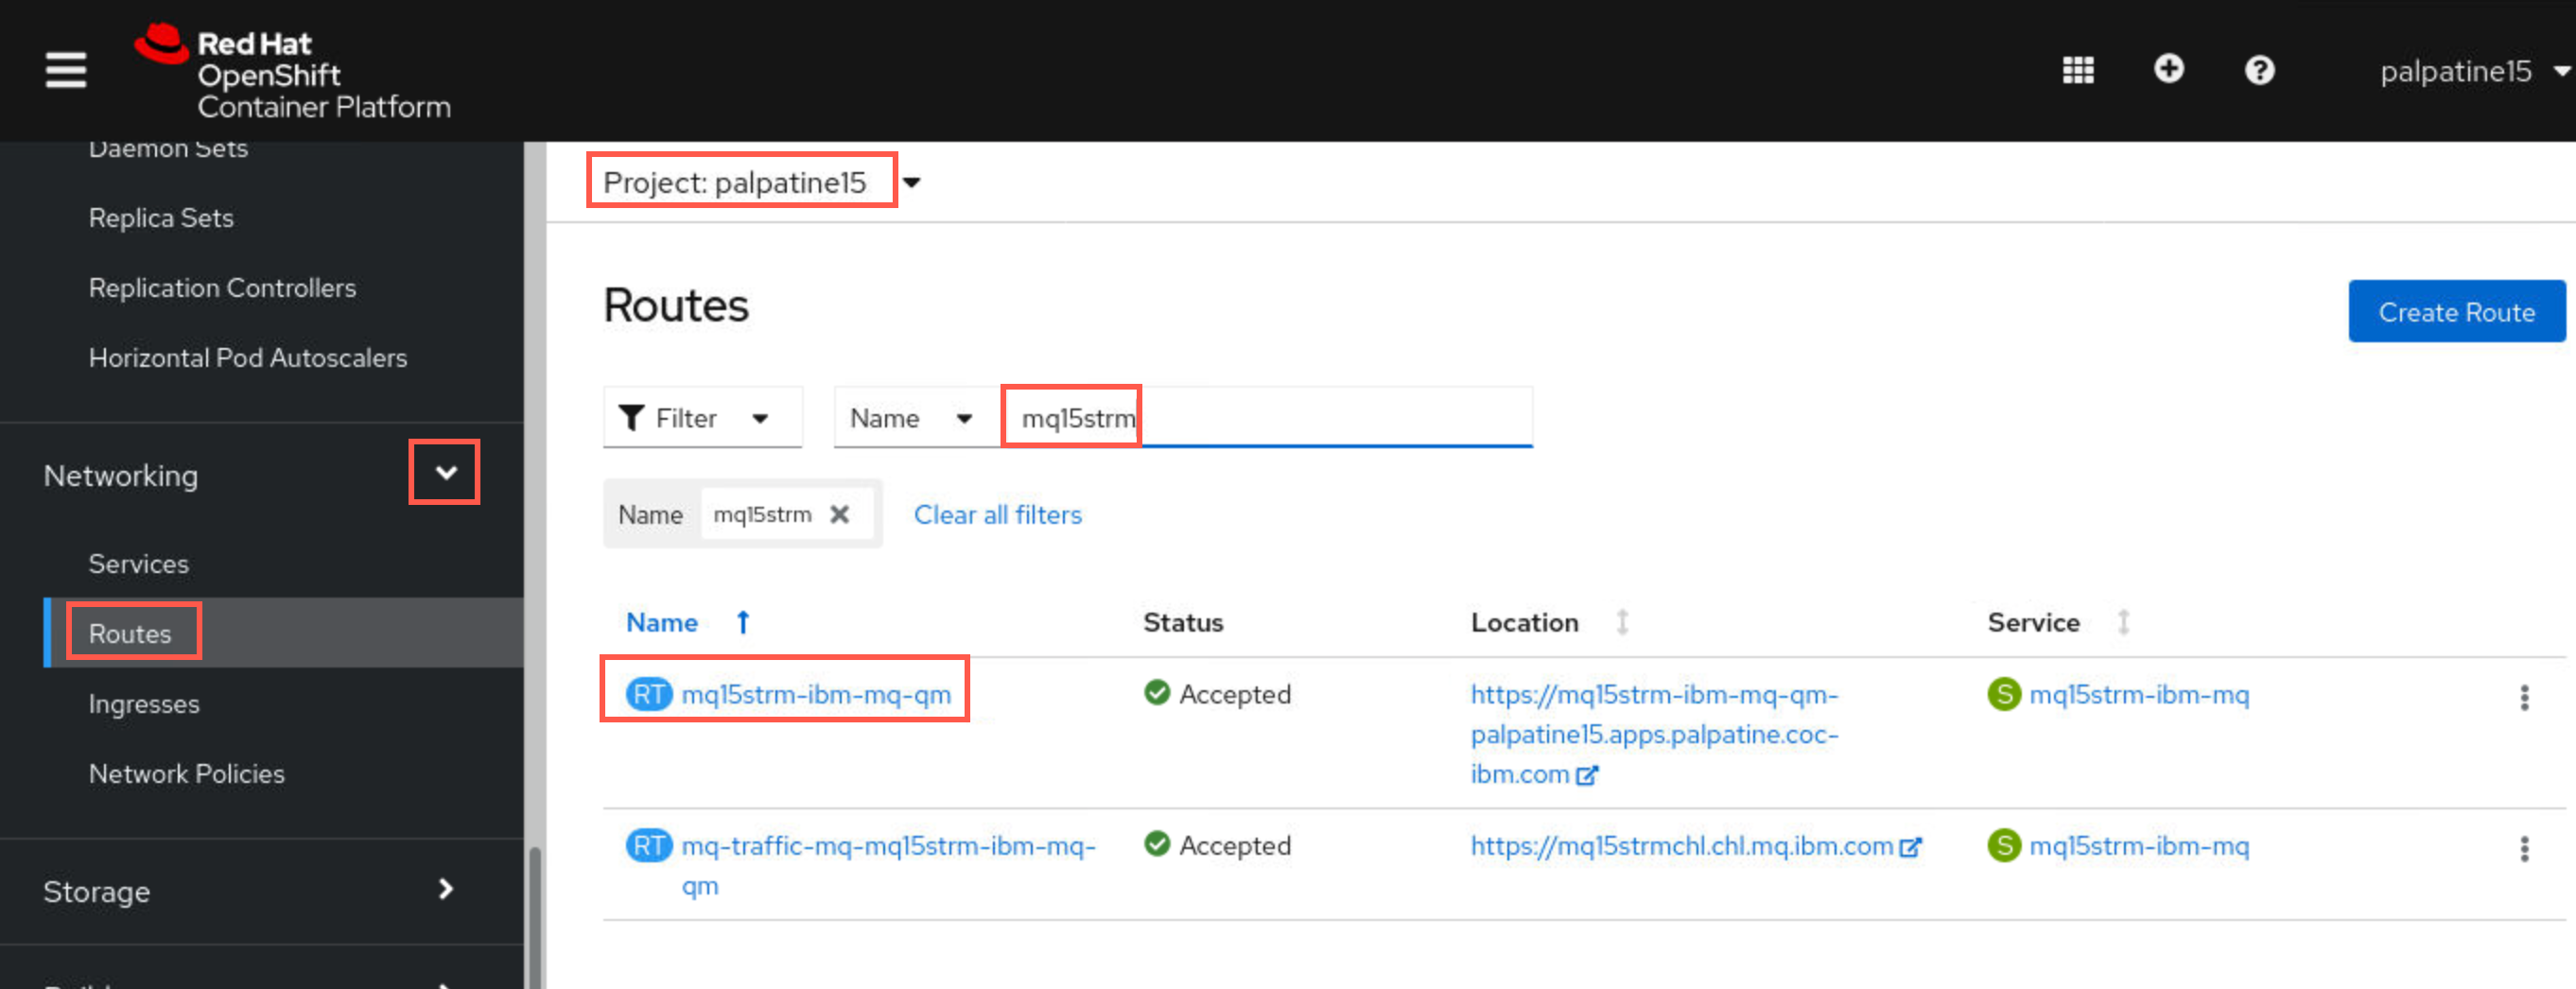 Red Hat
OpenShift
Container Platform
palpatine15
Daemon Sets
Replica Sets
Replication Controllers
Horizontal Pod Autoscalers
Networking
Services
Routes
Ingresses
Network Policies
Storage
Project: palpatine15
Routes
Create Route
Filter
Name
mq15strm
Name mq15strm
Clear all filters
Name Status Location Service
RT mq15strm-ibm-mq-qm Accepted https://mq15strm-ibm-mq-qm- S mq15strm-ibm-mq
palpatine15.apps.palpatine.coc-
ibm.com
RT mq-traffic-mq-mq15strm-ibm-mq- Accepted https://mq15strmchl.chl.mq.ibm.com S mq15strm-ibm-mq
qm